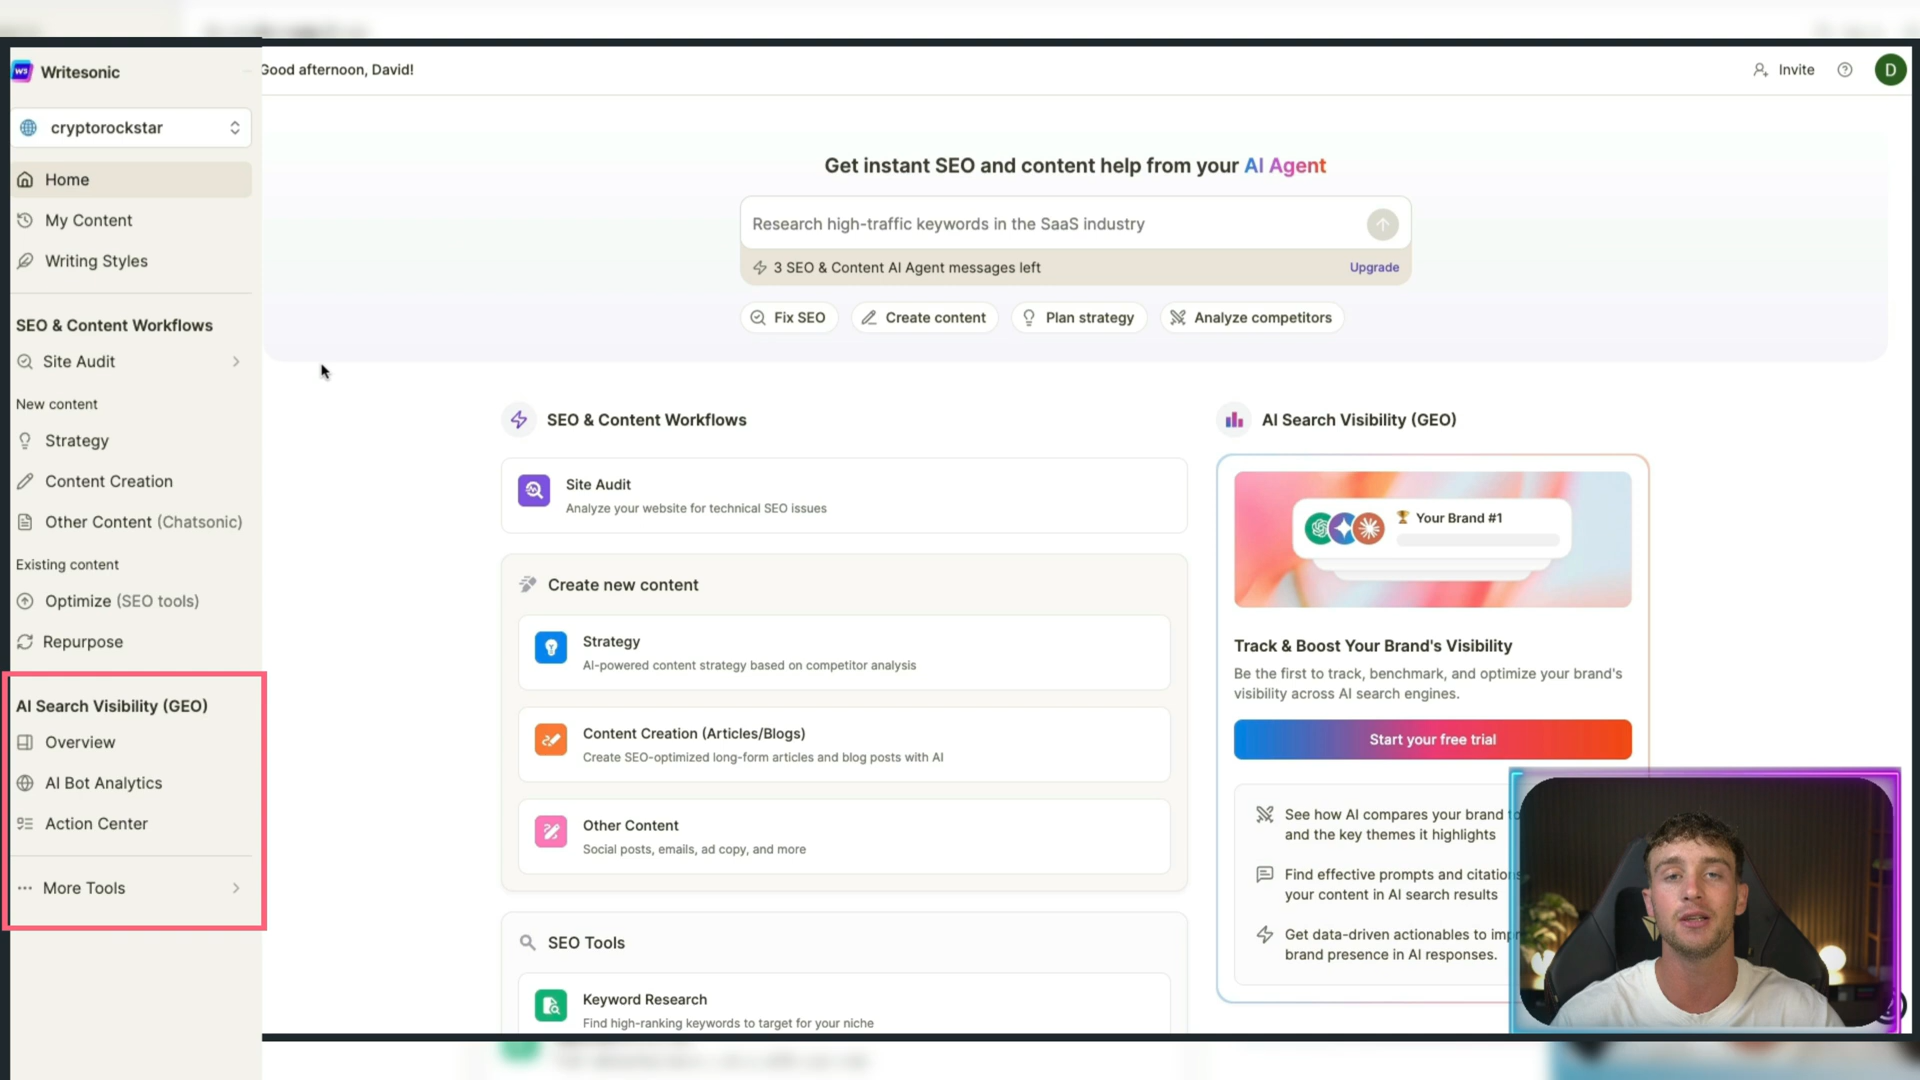 Writesonic
Good afternoon, David!
Invite
D
cryptorockstar
Home
My Content
Writing Styles
SEO & Content Workflows
Site Audit
New content
Strategy
Content Creation
Other Content (Chatsonic)
Existing content
Optimize (SEO tools)
Repurpose
AI Search Visibility (GEO)
Overview
AI Bot Analytics
Action Center
More Tools
Get instant SEO and content help from your AI Agent
Research high-traffic keywords in the SaaS industry
3 SEO & Content AI Agent messages left
Upgrade
Fix SEO
Create content
Plan strategy
Analyze competitors
SEO & Content Workflows
Site Audit
Analyze your website for technical SEO issues
Create new content
Strategy
AI-powered content strategy based on competitor analysis
Content Creation (Articles/Blogs)
Create SEO-optimized long-form articles and blog posts with AI
Other Content
Social posts, emails, ad copy, and more
SEO Tools
Keyword Research
Find high-ranking keywords to target for your niche
AI Search Visibility (GEO)
Your Brand #1
Track & Boost Your Brand's Visibility
Be the first to track, benchmark, and optimize your brand's
visibility across AI search engines.
Start your free trial
See how AI compares your brand
and the key themes it highlights
Find effective prompts and citations
your content in AI search results
Get data-driven actionables to
brand presence in AI responses.